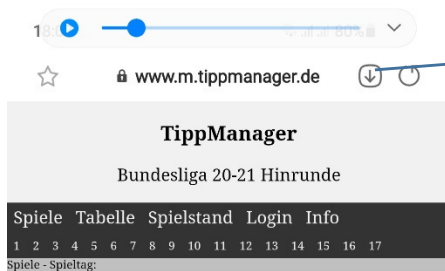 80%
www.m.tippmanager.de
TippManager
Bundesliga 20-21 Hinrunde
Spiele Tabelle Spielstand Login Info
1 2 3 4 5 6 7 8 9 10 11 12 13 14 15 16 17
Spiele - Spieltag: